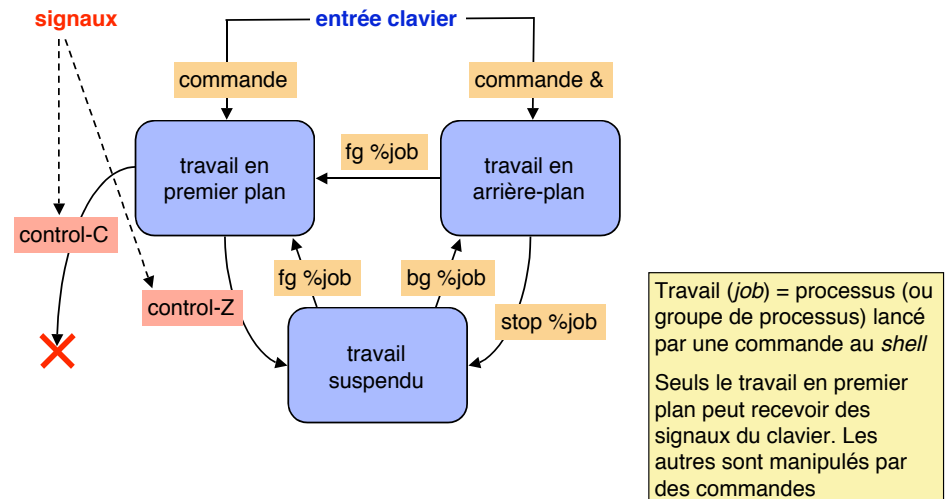 signaux
entrée clavier
commande
commande &
travail en
premier plan
fg %job
travail en
arrière-plan
control-C
fg %job
bg %job
control-Z
stop %job
travail
suspendu
Travail (job) = processus (ou
groupe de processus) lancé
par une commande au shell
Seuls le travail en premier
plan peut recevoir des
signaux du clavier. Les
autres sont manipulés par
des commandes